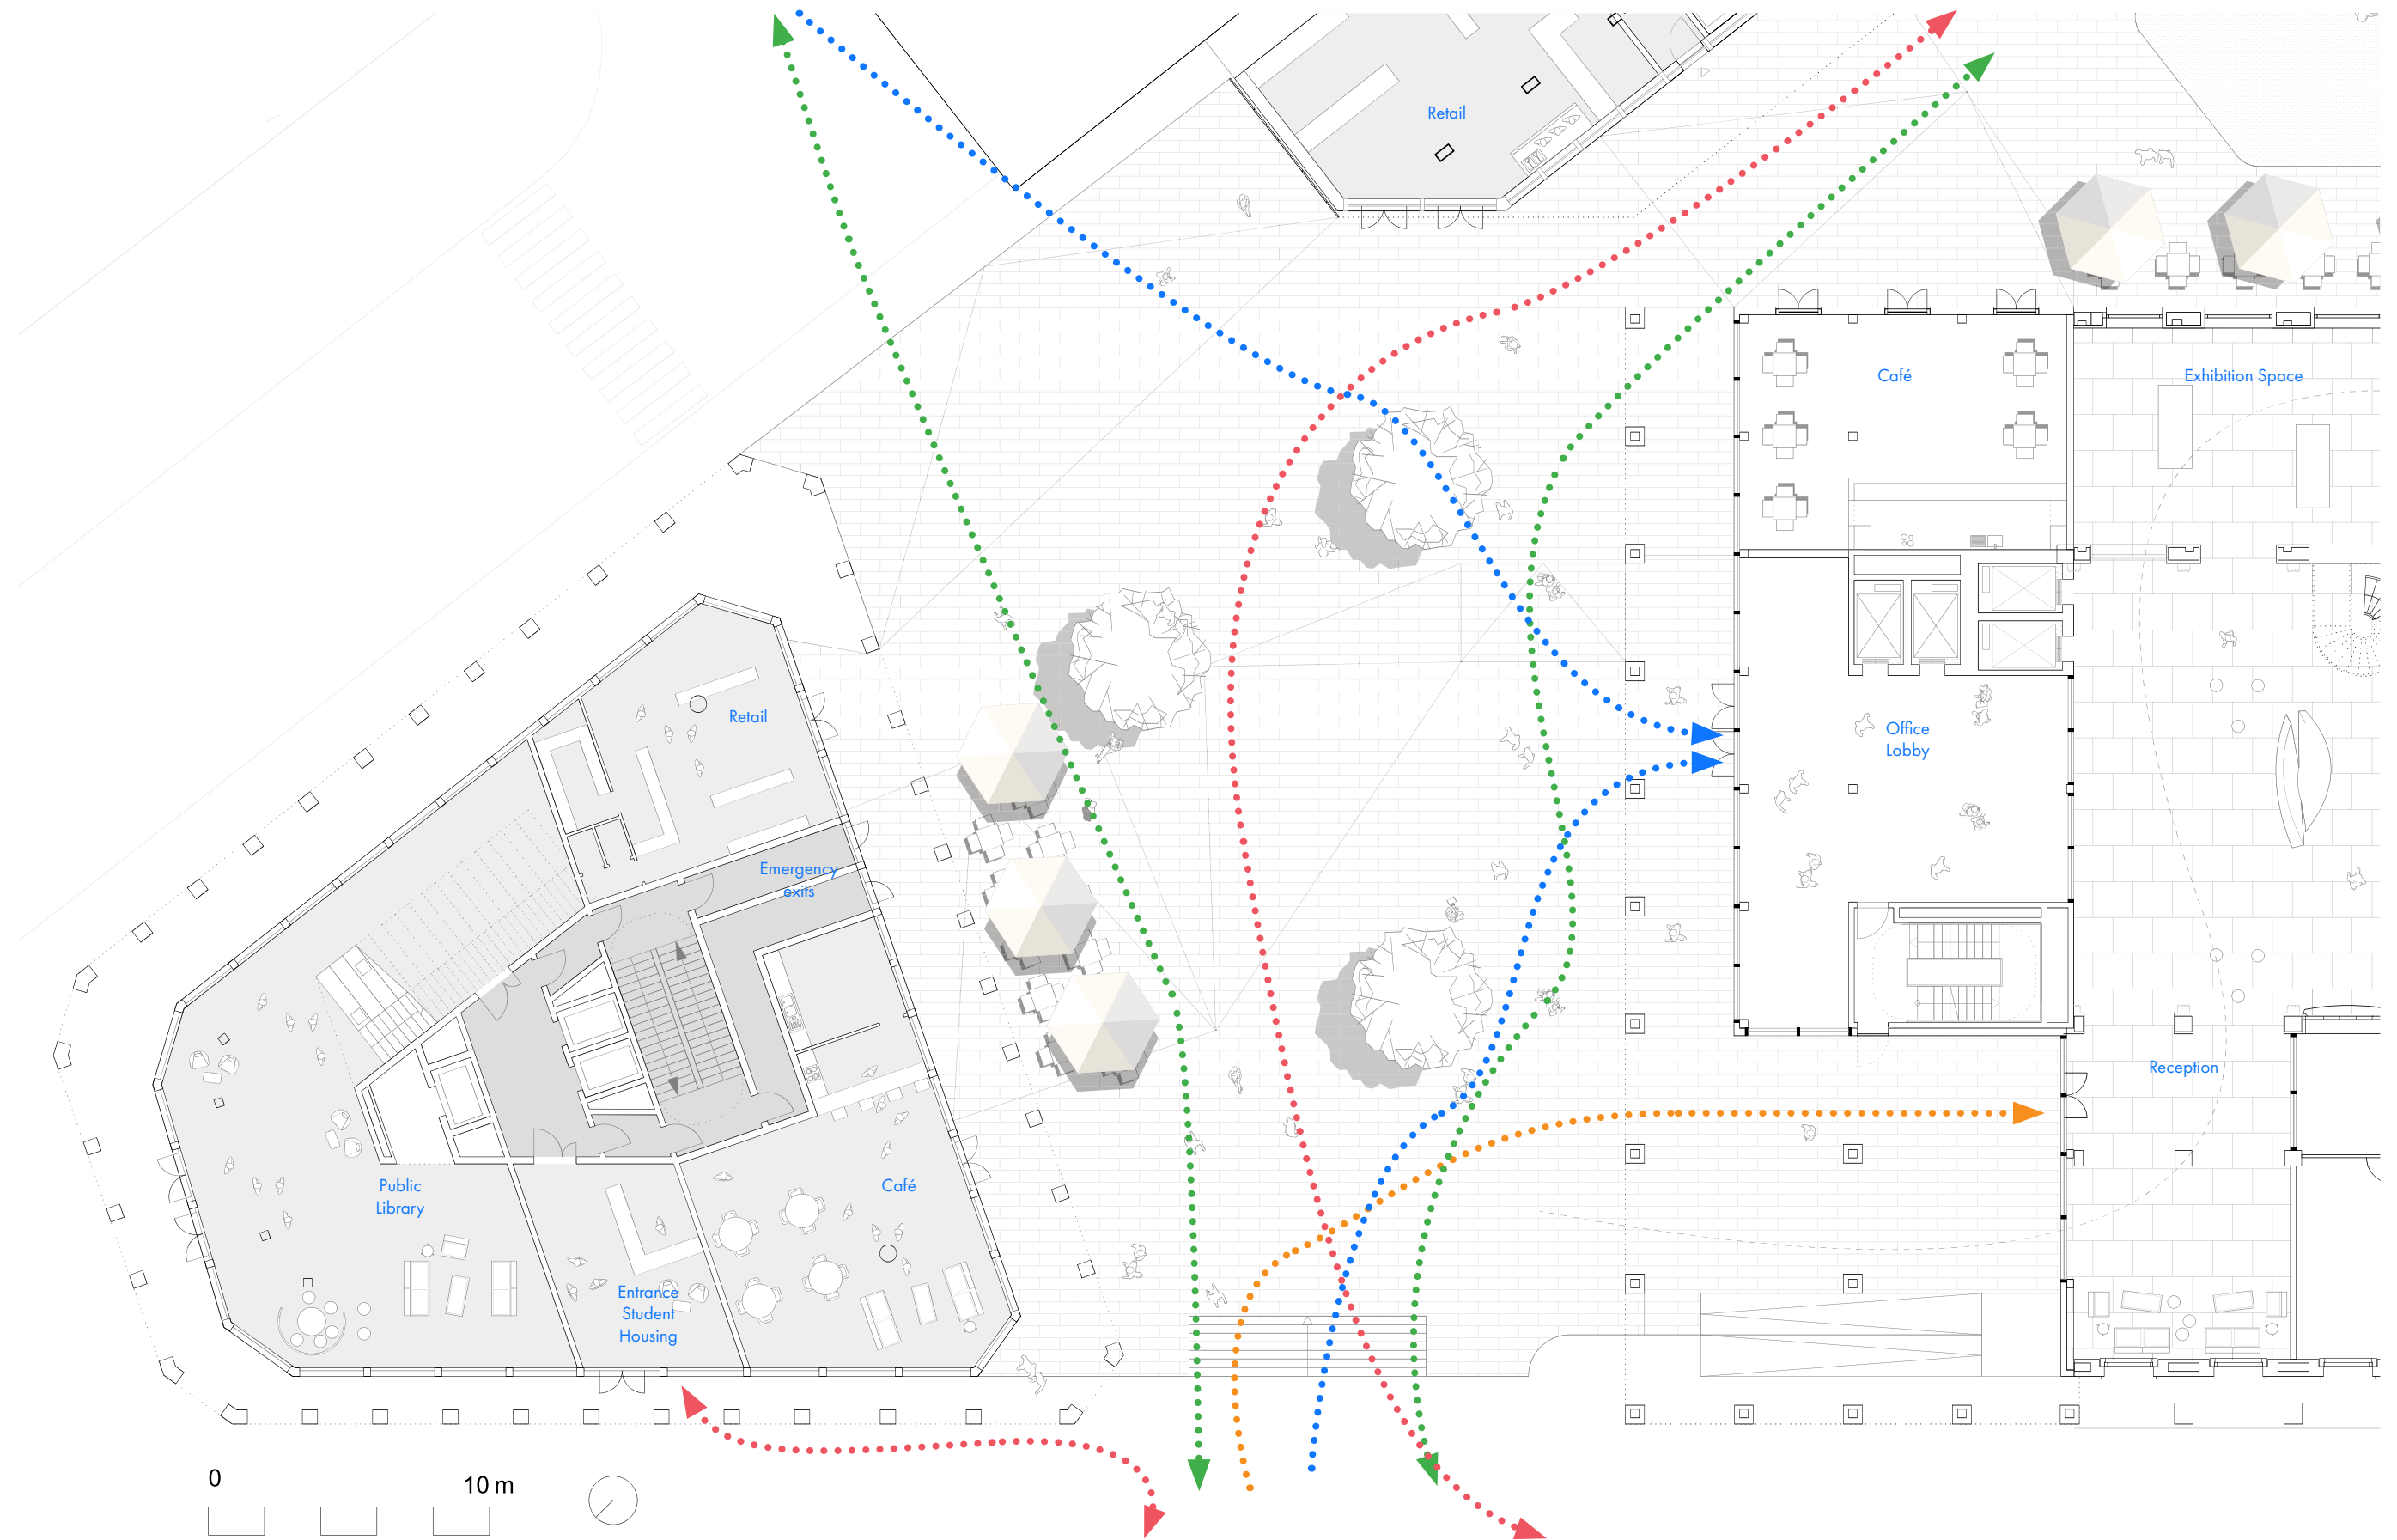 Retail
Café
Exhibition Space
Retail
Office
Lobby
Emergency
exits
Reception
Public
Library
Café
Entrance
Student
Housing
0
10 m